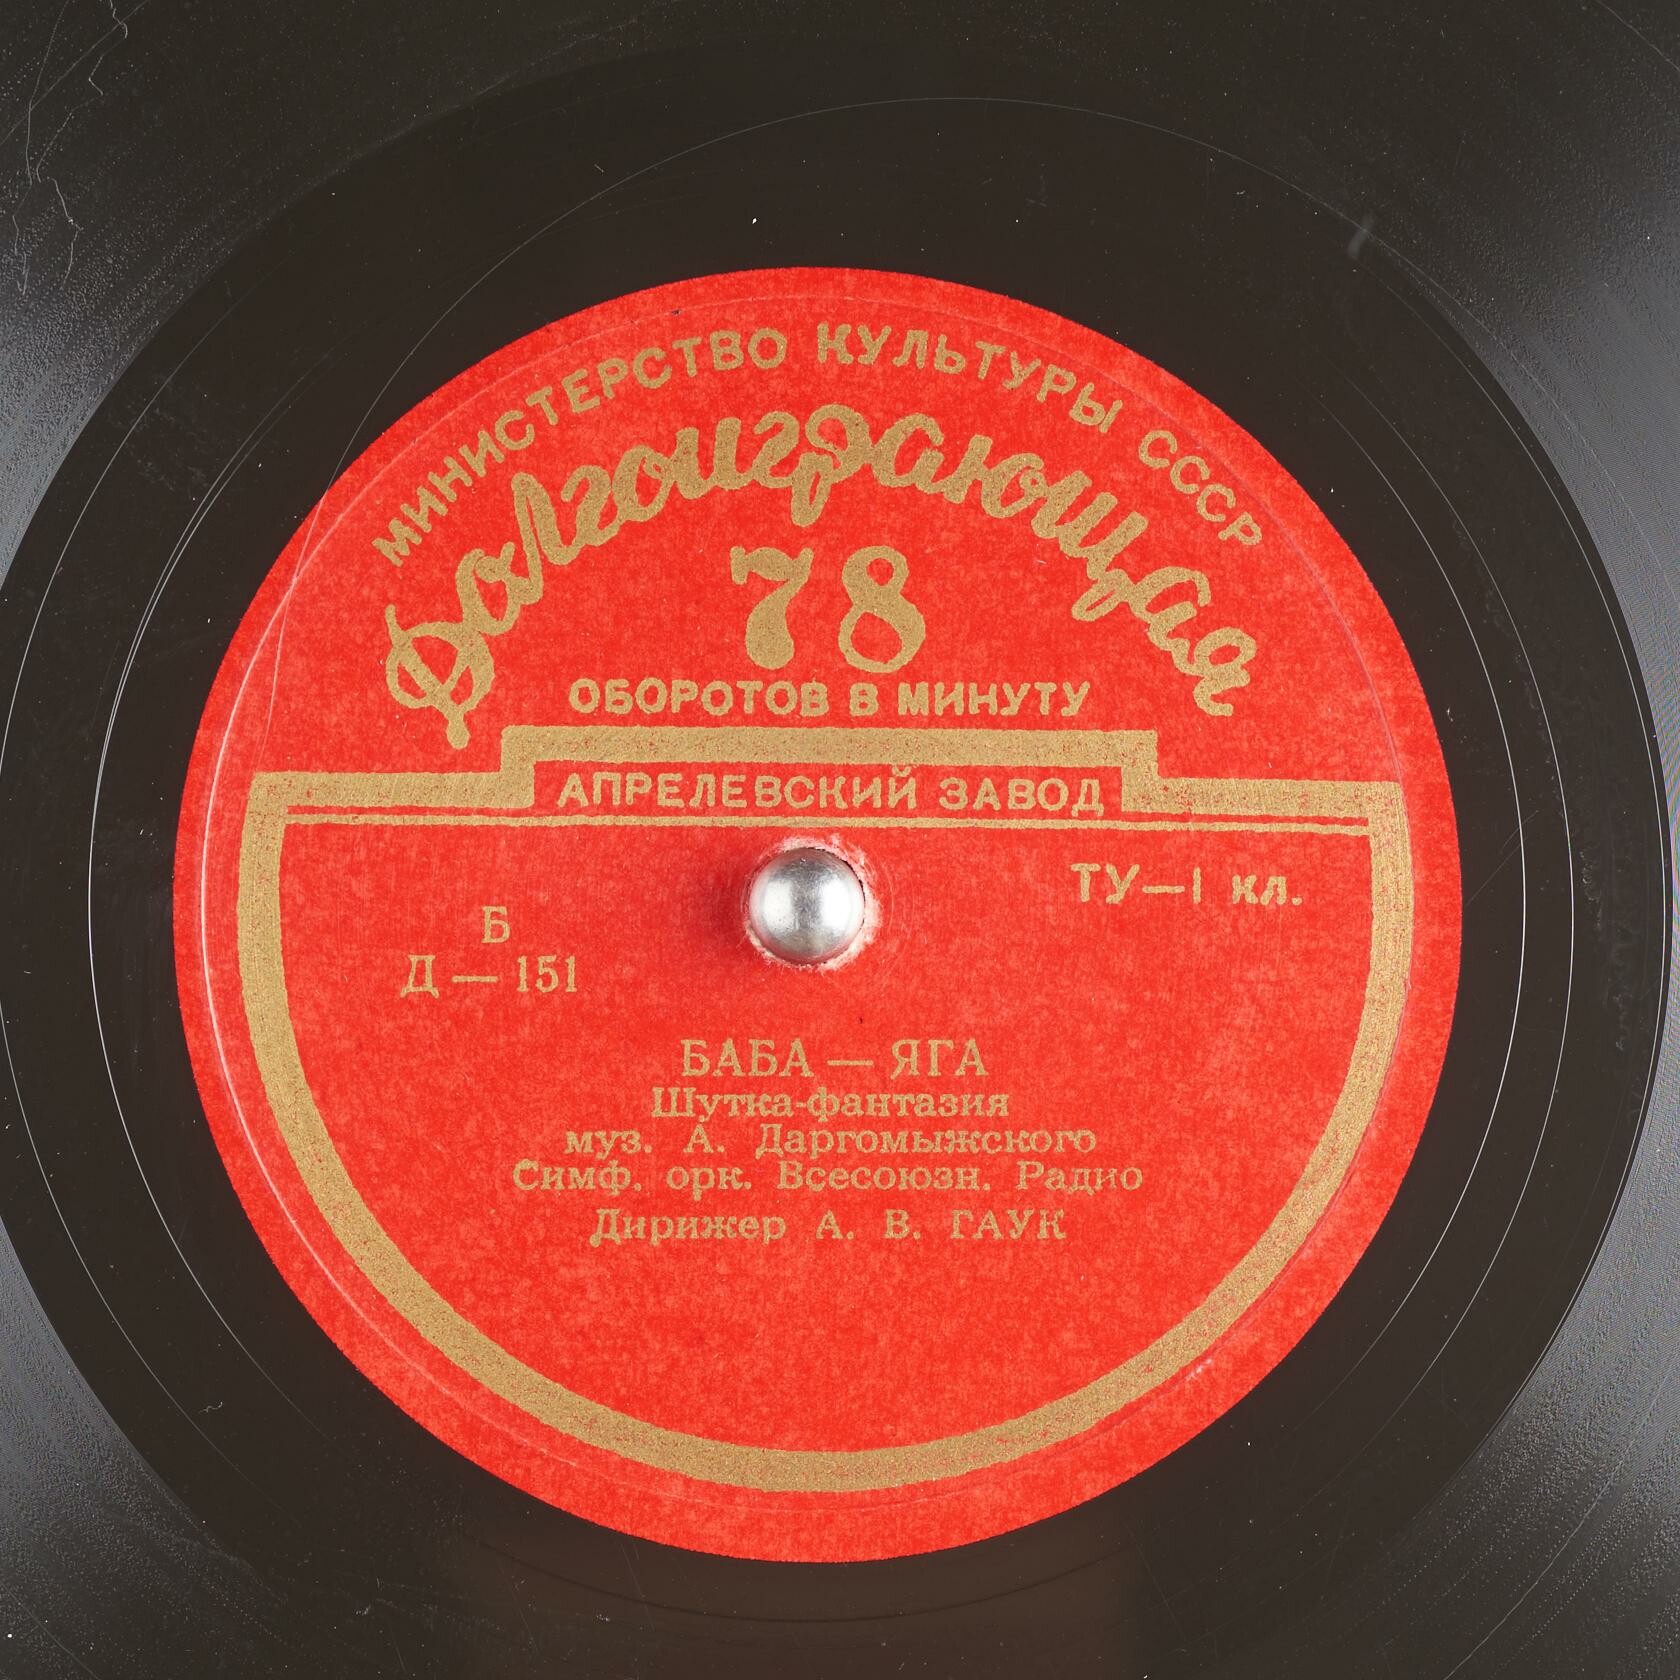 МИНИСТЕРСТВО КУЛЬТУРЫ СССР
Долгоиграющая
78
ОБОРОТОВ В МИНУТУ
АПРЕЛЕВСКИЙ ЗАВОД
ТУ—I кл.
Б
Д — 151
БАБА — ЯГА
Шутка-фантазия
муз. А. Даргомыжского
Симф. орк. Всесоюзн. Радио
Дирижер А. В. ГАУК